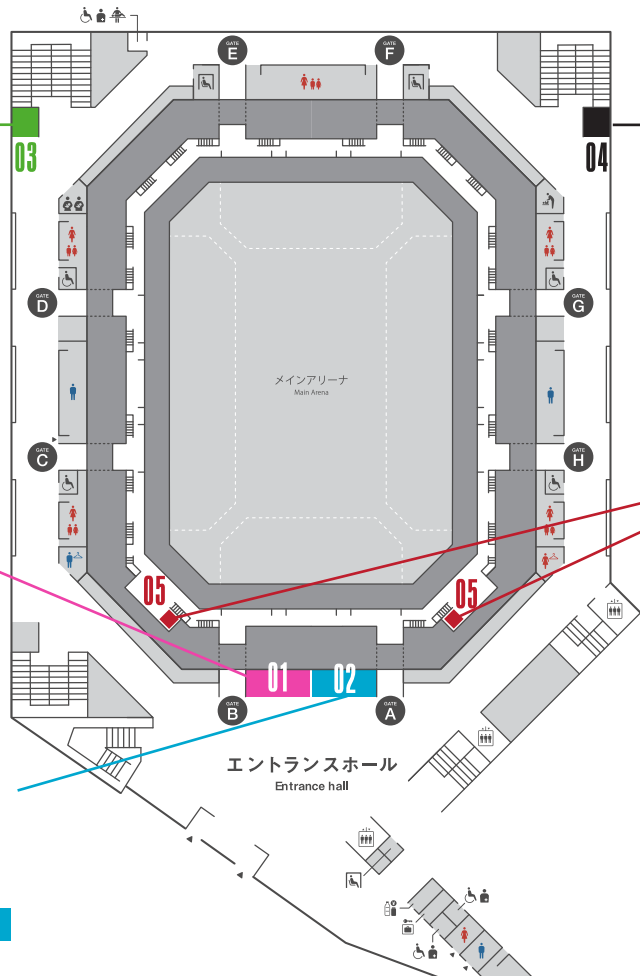 GATE
E
GATE
F
03
04
GATE
D
GATE
G
メインアリーナ
Main Arena
GATE
C
GATE
H
05
05
01
02
GATE
B
GATE
A
エントランスホール
Entrance hall